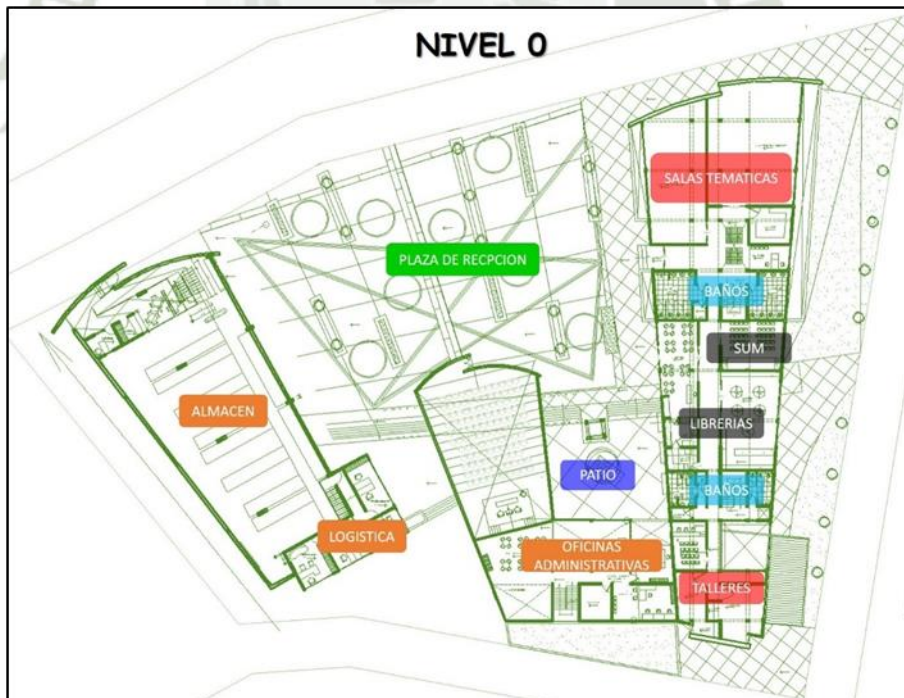 NIVEL 0
SALAS TEMATICAS
PLAZA DE RECPCION
BAÑOS
SUM
ALMACEN
LIBRERIAS
PATIO
BAÑOS
LOGISTICA
OFICINAS
ADMINISTRATIVAS
TALLERES